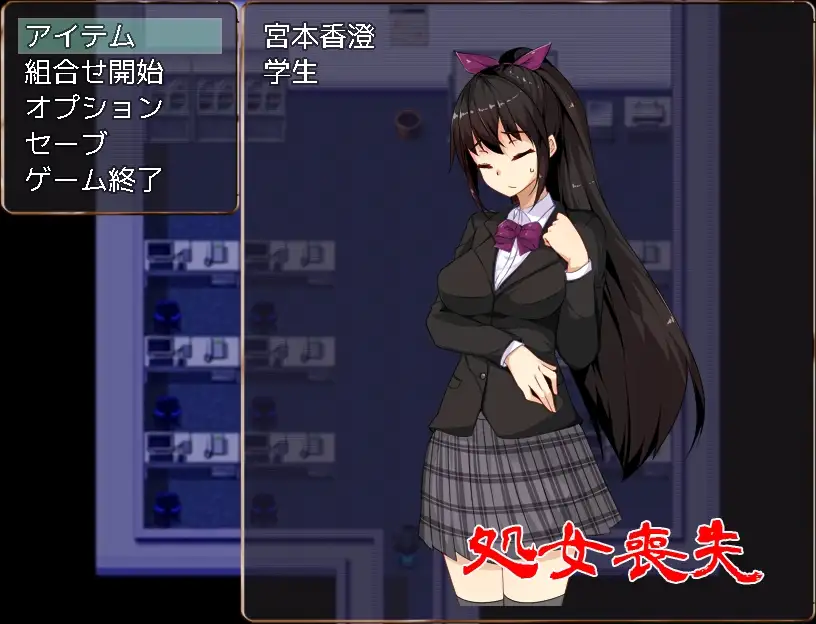 アイテム
組合せ開始
オプション
セーブ
ゲーム終了
宮本香澄
学生
処女喪失